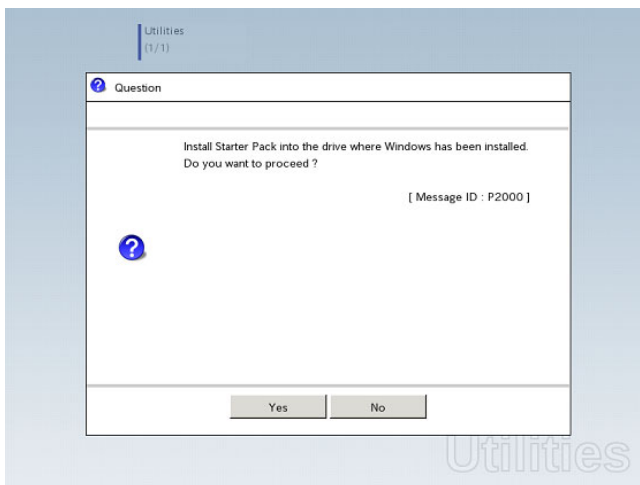 Utilities
(1/1)
Question
Install Starter Pack into the drive where Windows has been installed.
Do you want to proceed ?
[ Message ID : P2000 ]
Yes
No
Utilities